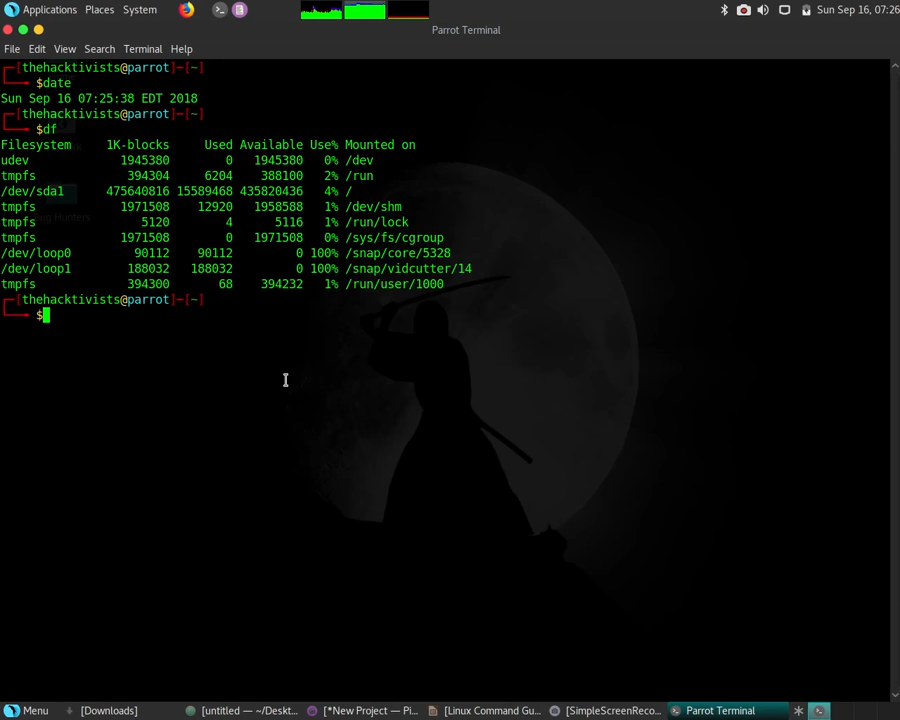 Applications Places System Sun Sep 16, 07:26
Parrot Terminal
File Edit View Search Terminal Help
┌─[thehacktivists@parrot]─[~]
└──╼ $date
Sun Sep 16 07:25:38 EDT 2018
┌─[thehacktivists@parrot]─[~]
└──╼ $df
Filesystem 1K-blocks Used Available Use% Mounted on
udev 1945380 0 1945380 0% /dev
tmpfs 394304 6204 388100 2% /run
/dev/sda1 475640816 15589468 435820436 4% /
tmpfs 1971508 12920 1958588 1% /dev/shm
tmpfs 5120 4 5116 1% /run/lock
tmpfs 1971508 0 1971508 0% /sys/fs/cgroup
/dev/loop0 90112 90112 0 100% /snap/core/5328
/dev/loop1 188032 188032 0 100% /snap/vidcutter/14
tmpfs 394300 68 394232 1% /run/user/1000
┌─[thehacktivists@parrot]─[~]
└──╼ $
Menu [Downloads] [untitled — ~/Deskt... [*New Project — Pi... [Linux Command Gu... [SimpleScreenReco... Parrot Terminal